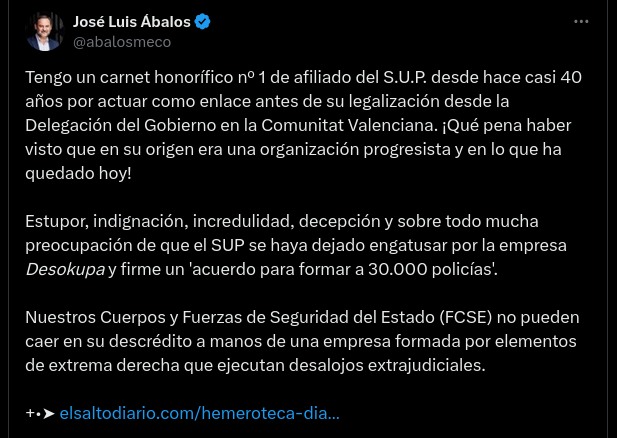 José Luis Ábalos
@abalosmeco
Tengo un carnet honorífico nº 1 de afiliado del S.U.P. desde hace casi 40
años por actuar como enlace antes de su legalización desde la
Delegación del Gobierno en la Comunitat Valenciana. ¡Qué pena haber
visto que en su origen era una organización progresista y en lo que ha
quedado hoy!
Estupor, indignación, incredulidad, decepción y sobre todo mucha
preocupación de que el SUP se haya dejado engatusar por la empresa
Desokupa y firme un 'acuerdo para formar a 30.000 policías'.
Nuestros Cuerpos y Fuerzas de Seguridad del Estado (FCSE) no pueden
caer en su descrédito a manos de una empresa formada por elementos
de extrema derecha que ejecutan desalojos extrajudiciales.
+•➤ elsaltodiario.com/hemeroteca-dia...